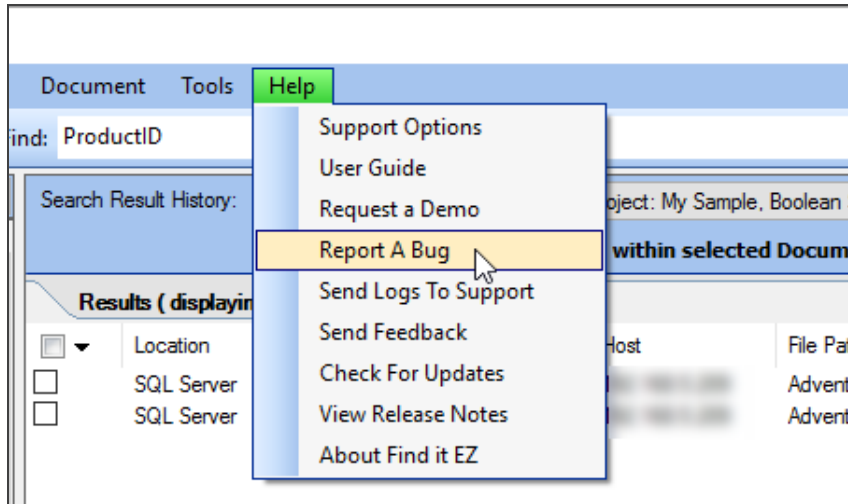 Document Tools Help
Find: ProductID
Support Options
User Guide
Request a Demo
Report A Bug
Send Logs To Support
Send Feedback
Check For Updates
View Release Notes
About Find it EZ
Search Result History:
oject: My Sample, Boolean
within selected Docum
Results ( displayin
Location Host File Pat
SQL Server Advent
SQL Server Advent